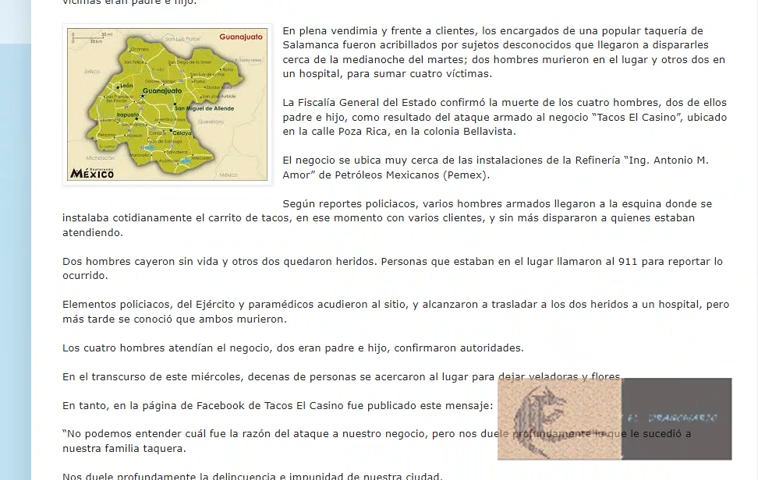 víctimas eran padre e hijo.
Guanajuato
León
Guanajuato
San Miguel de Allende
Irapuato
Celaya
Querétaro
Michoacán
MÉXICO
En plena vendimia y frente a clientes, los encargados de una popular taquería de
Salamanca fueron acribillados por sujetos desconocidos que llegaron a dispararles
cerca de la medianoche del martes; dos hombres murieron en el lugar y otros dos en
un hospital, para sumar cuatro víctimas.
La Fiscalía General del Estado confirmó la muerte de los cuatro hombres, dos de ellos
padre e hijo, como resultado del ataque armado al negocio “Tacos El Casino”, ubicado
en la calle Poza Rica, en la colonia Bellavista.
El negocio se ubica muy cerca de las instalaciones de la Refinería “Ing. Antonio M.
Amor” de Petróleos Mexicanos (Pemex).
Según reportes policiacos, varios hombres armados llegaron a la esquina donde se
instalaba cotidianamente el carrito de tacos, en ese momento con varios clientes, y sin más dispararon a quienes estaban
atendiendo.
Dos hombres cayeron sin vida y otros dos quedaron heridos. Personas que estaban en el lugar llamaron al 911 para reportar lo
ocurrido.
Elementos policiacos, del Ejército y paramédicos acudieron al sitio, y alcanzaron a trasladar a los dos heridos a un hospital, pero
más tarde se conoció que ambos murieron.
Los cuatro hombres atendían el negocio, dos eran padre e hijo, confirmaron autoridades.
En el transcurso de este miércoles, decenas de personas se acercaron al lugar para dejar veladoras y flores.
En tanto, en la página de Facebook de Tacos El Casino fue publicado este mensaje:
EL DRAGONARIO
“No podemos entender cuál fue la razón del ataque a nuestro negocio, pero nos duele profundamente lo que le sucedió a
nuestra familia taquera.
Nos duele profundamente la delincuencia e impunidad de nuestra ciudad.